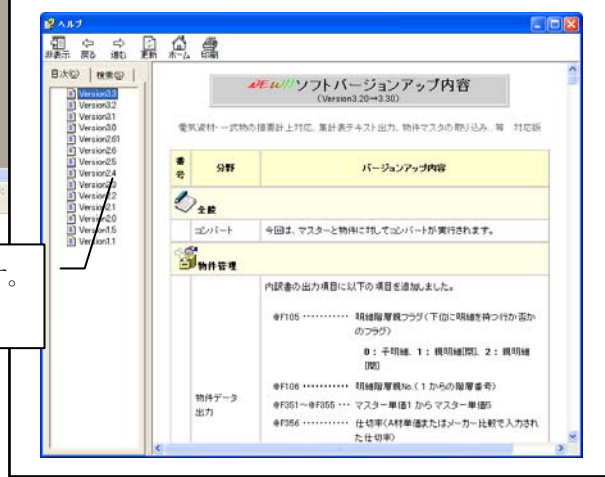 ヘルプ
非表示 戻る 進む 更新 ホーム 印刷
目次(C) 検索(S)
Version3.3
Version3.2
Version3.1
Version3.0
Version2.61
Version2.6
Version2.5
Version2.4
Version2.3
Version2.2
Version2.1
Version2.0
Version1.5
Version1.1
。
NEW!!ソフトバージョンアップ内容
(Version3.20→3.30)
電気資材・一式物の積書計上対応、集計表テキスト出力、物件マスタの取り込み..等 対応版
番号 分野 バージョンアップ内容
全般
コンバート 今回は、マスターと物件に対してコンバートが実行されます。
物件管理
内訳書の出力項目に以下の項目を追加しました。
@F105 ・・・・・・・・・・・ 明細階層親フラグ(下位に明細を持つ行か否か
のフラグ)
0: 子明細、1: 親明細[閉]、2: 親明細
[開]
物件データ
出力
@F106 ・・・・・・・・・・・ 明細階層親No.(1からの階層番号)
@F351~@F355 ・・・ マスター単価1 から マスター単価5
@F356 ・・・・・・・・・・・ 仕切率(A材単価またはメーカー比較で入力され
た仕切率)